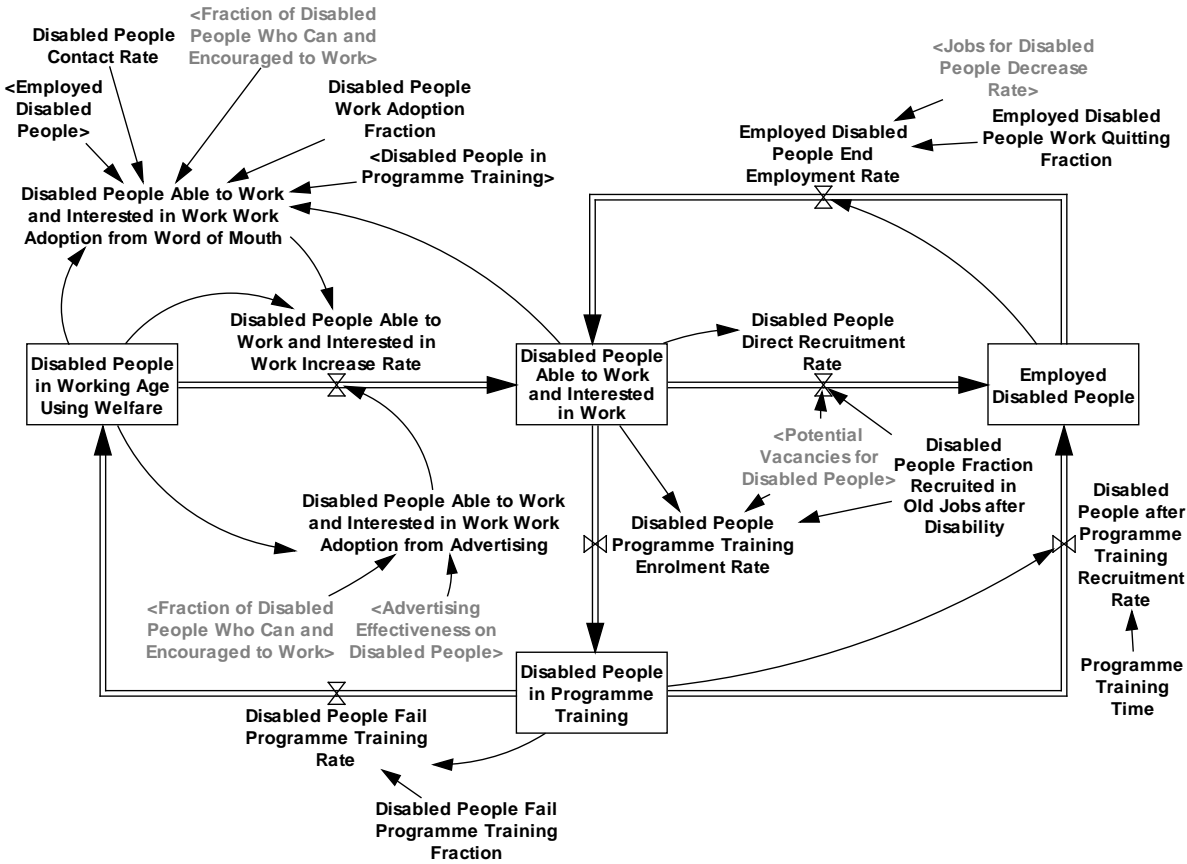 Disabled People
Contact Rate
<Fraction of Disabled
People Who Can and
Encouraged to Work>
<Employed
Disabled
People>
Disabled People
Work Adoption
Fraction
<Disabled People in
Programme Training>
<Jobs for Disabled
People Decrease
Rate>
Employed Disabled
People End
Employment Rate
Employed Disabled
People Work Quitting
Fraction
Disabled People Able to Work
and Interested in Work Work
Adoption from Word of Mouth
Disabled People Able to
Work and Interested in
Work Increase Rate
Disabled People
Direct Recruitment
Rate
Disabled People
in Working Age
Using Welfare
Disabled People
Able to Work
and Interested
in Work
Employed
Disabled People
<Potential
Vacancies for
Disabled People>
Disabled
People Fraction
Recruited in
Old Jobs after
Disability
Disabled People Able to Work
and Interested in Work Work
Adoption from Advertising
Disabled People
Programme Training
Enrolment Rate
Disabled
People after
Programme
Training
Recruitment
Rate
<Fraction of Disabled
People Who Can and
Encouraged to Work>
<Advertising
Effectiveness on
Disabled People>
Disabled People
in Programme
Training
Programme
Training
Time
Disabled People Fail
Programme Training
Rate
Disabled People Fail
Programme Training
Fraction